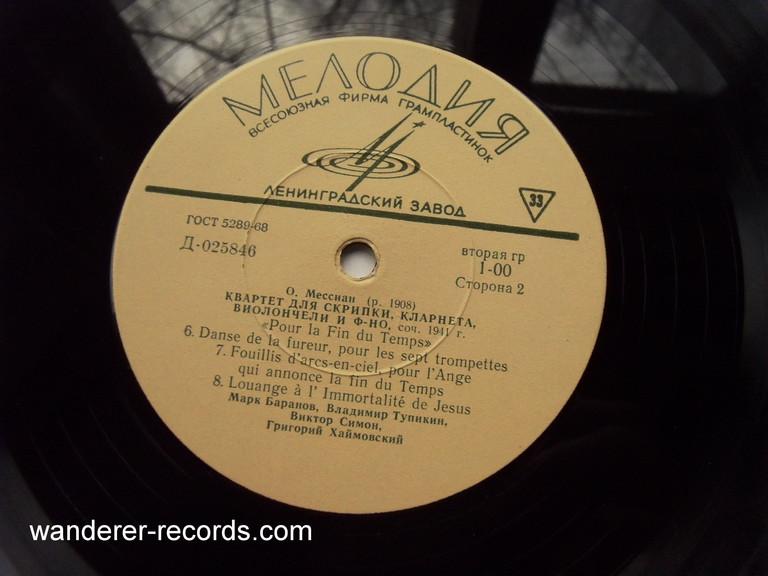 МЕЛОДИЯ
ВСЕСОЮЗНАЯ ФИРМА ГРАМПЛАСТИНОК
ЛЕНИНГРАДСКИЙ ЗАВОД
33
ГОСТ 5289-68
Д-025846
вторая гр
1-00
Сторона 2
О. Мессиан (р. 1908)
КВАРТЕТ ДЛЯ СКРИПКИ, КЛАРНЕТА,
ВИОЛОНЧЕЛИ И Ф-НО, соч. 1941 г.
«Pour la Fin du Temps»
6. Danse de la fureur, pour les sept trompettes
7. Fouillis d'arcs-en-ciel, pour l'Ange
qui annonce la fin du Temps
8. Louange à l' Immortalité de Jesus
Марк Баранов, Владимир Тупикин,
Виктор Симон,
Григорий Хаймовский
wanderer-records.com